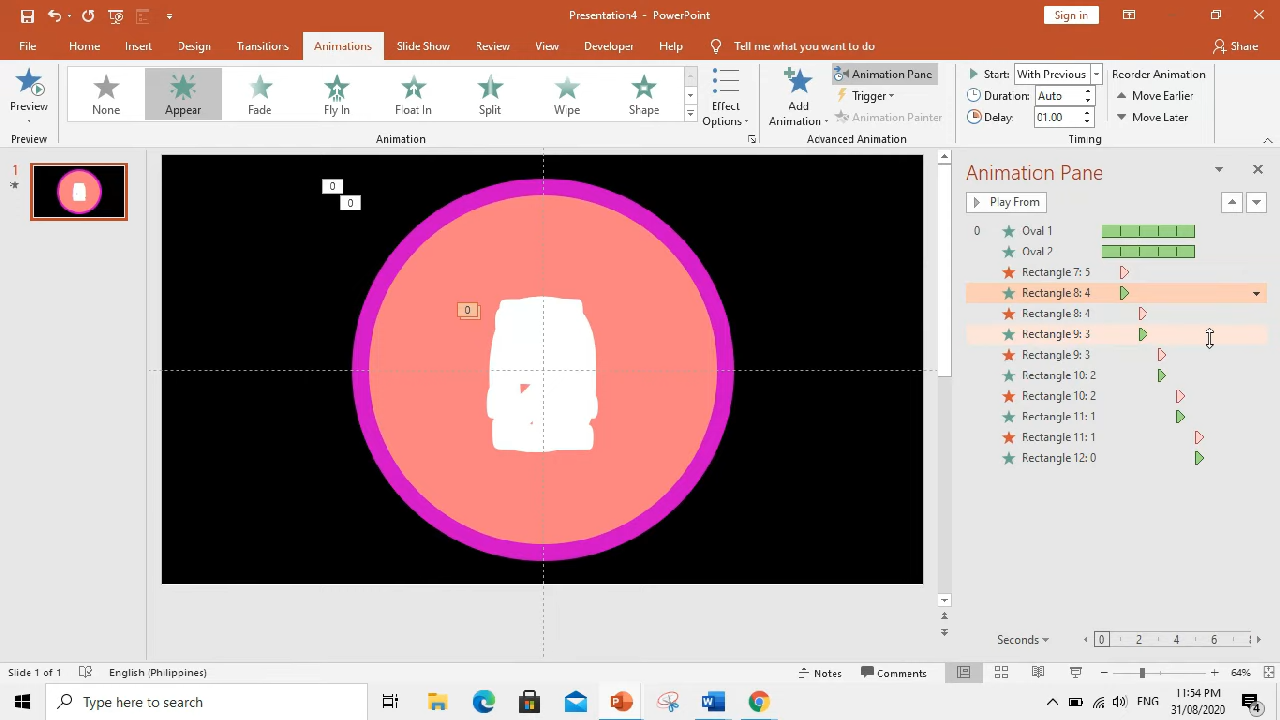 Presentation4 - PowerPoint
Sign in
File Home Insert Design Transitions Animations Slide Show Review View Developer Help Tell me what you want to do Share
Preview None Appear Fade Fly In Float In Split Wipe Shape Effect Options Add Animation
Animation Pane
Trigger
Animation Painter
Start: With Previous
Duration: Auto
Delay: 01.00
Reorder Animation
Move Earlier
Move Later
Preview Animation Advanced Animation Timing
1
0
0
0
Animation Pane
Play From
0 Oval 1
Oval 2
Rectangle 7: 5
Rectangle 8: 4
Rectangle 8: 4
Rectangle 9: 3
Rectangle 9: 3
Rectangle 10: 2
Rectangle 10: 2
Rectangle 11: 1
Rectangle 11: 1
Rectangle 12: 0
Seconds 0 2 4 6
Slide 1 of 1 English (Philippines) Notes Comments 64%
Type here to search
ENG
11:54 PM
31/08/2020
4